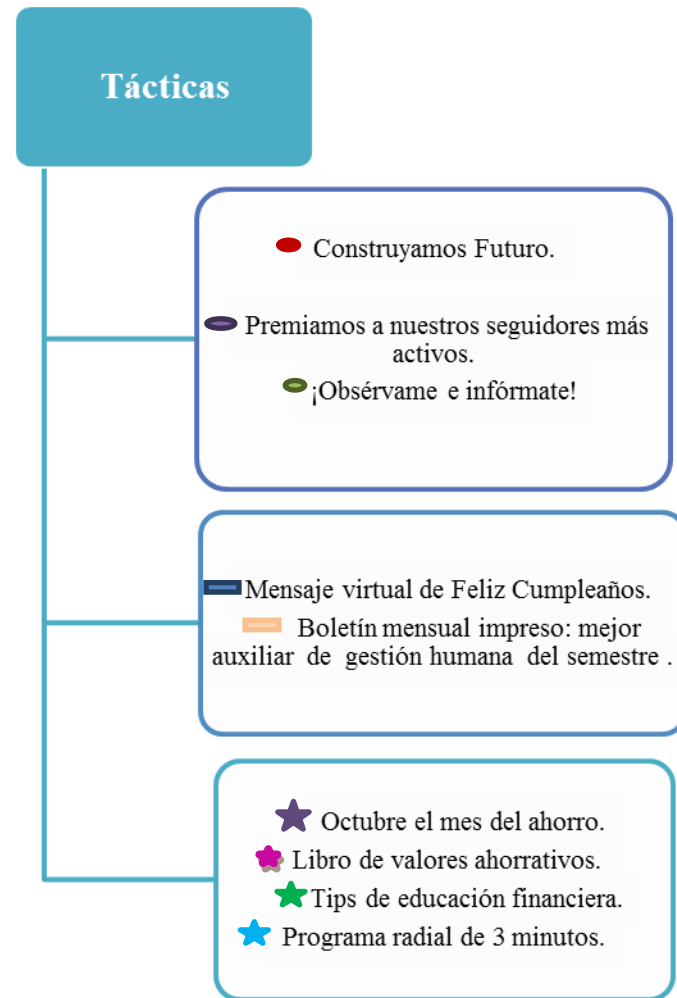 Tácticas
Construyamos Futuro.
Premiamos a nuestros seguidores más
activos.
¡Obsérvame e infórmate!
Mensaje virtual de Feliz Cumpleaños.
Boletín mensual impreso: mejor
auxiliar de gestión humana del semestre .
Octubre el mes del ahorro.
Libro de valores ahorrativos.
Tips de educación financiera.
Programa radial de 3 minutos.